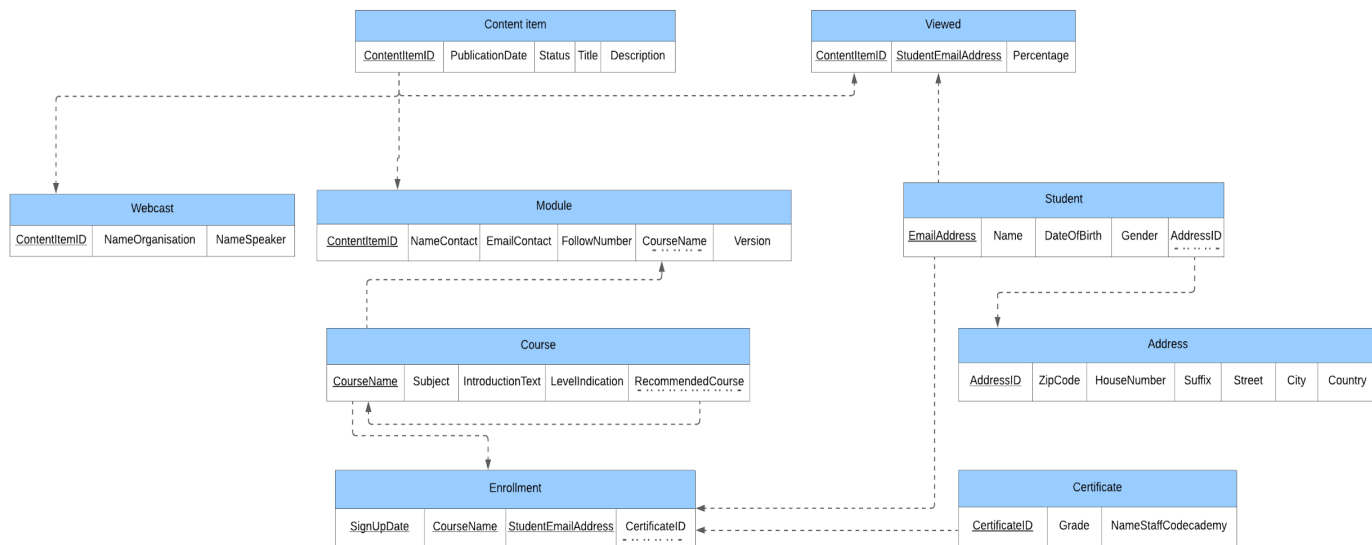 Content item
ContentItemID PublicationDate Status Title Description
Viewed
ContentItemID StudentEmailAddress Percentage
Webcast
ContentItemID NameOrganisation NameSpeaker
Module
ContentItemID NameContact EmailContact FollowNumber CourseName Version
Student
EmailAddress Name DateOfBirth Gender AddressID
Course
CourseName Subject IntroductionText LevelIndication RecommendedCourse
Address
AddressID ZipCode HouseNumber Suffix Street City Country
Enrollment
SignUpDate CourseName StudentEmailAddress CertificateID
Certificate
CertificateID Grade NameStaffCodecademy